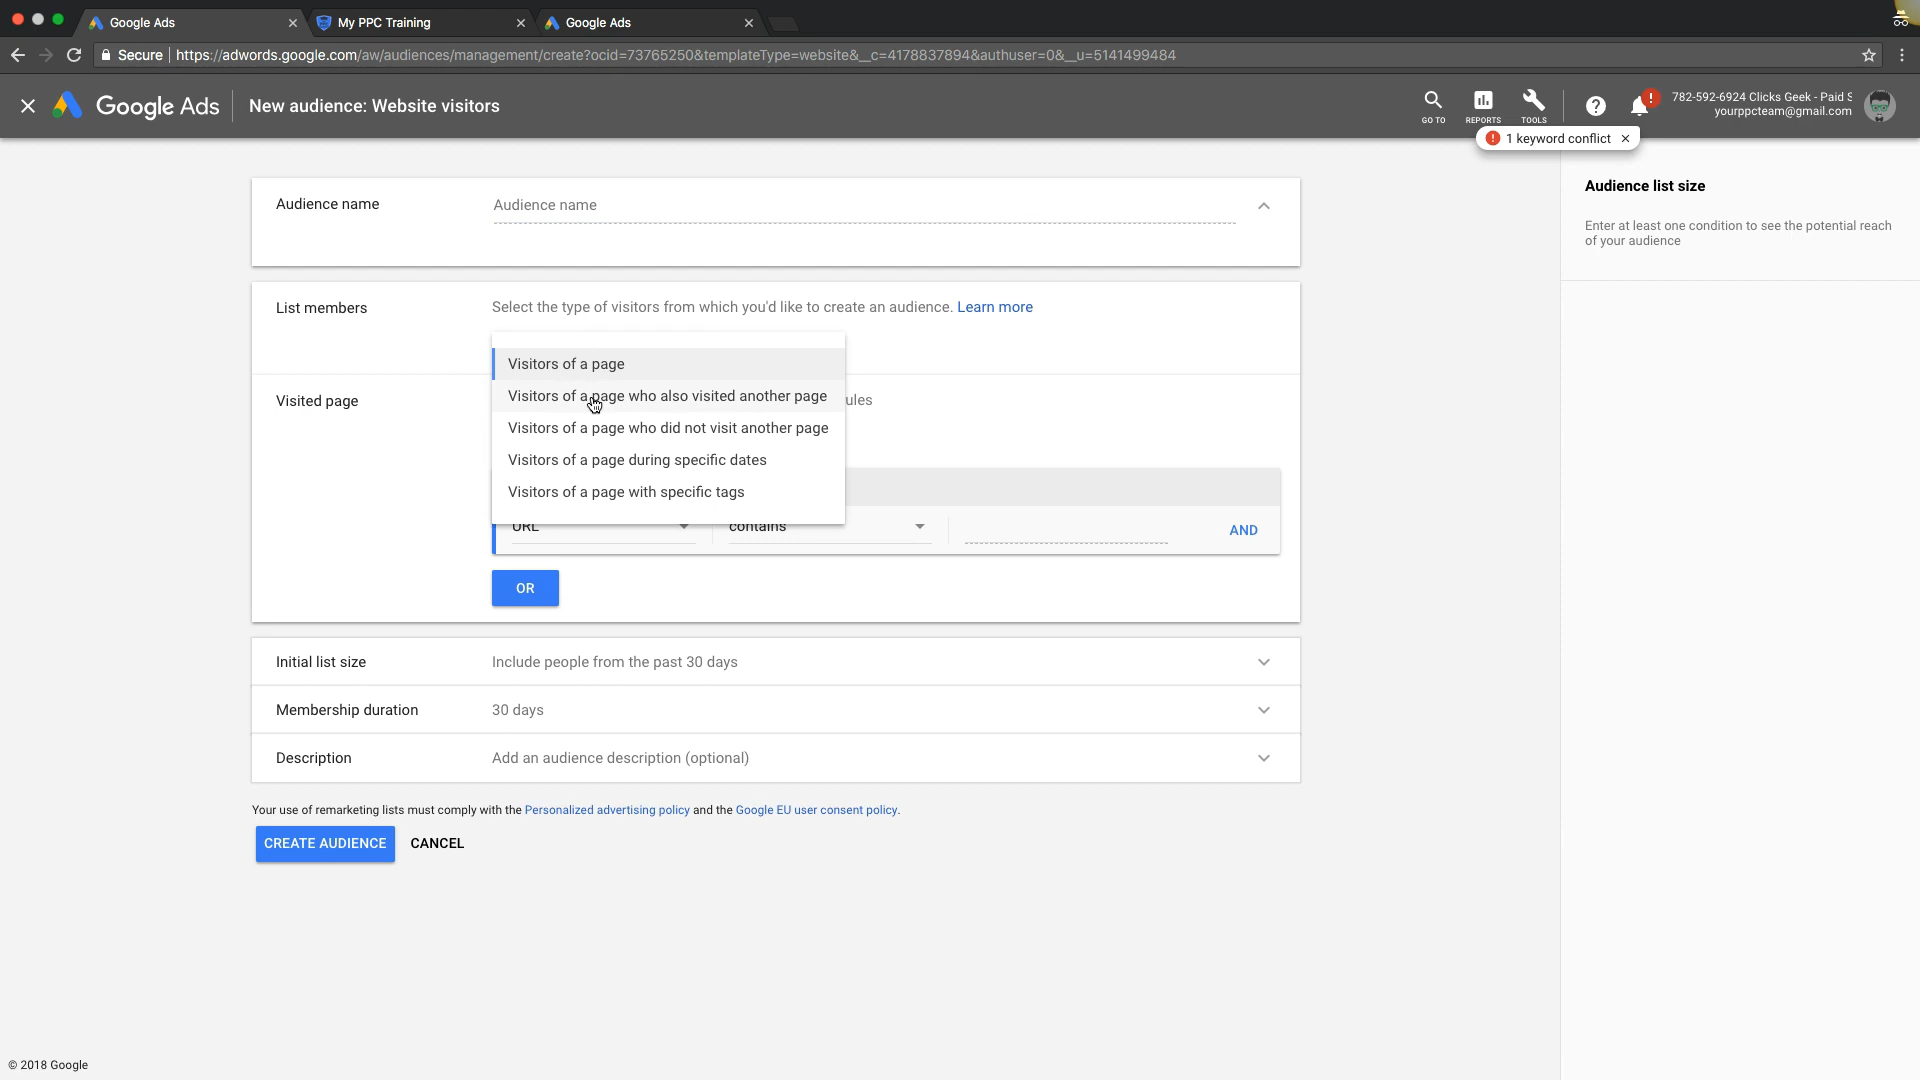 Google Ads
My PPC Training
Google Ads
Secure
https://adwords.google.com/aw/audiences/management/create?ocid=73765250&templateType=website&__c=4178837894&authuser=0&__u=5141499484
Google Ads
New audience: Website visitors
GO TO
REPORTS
TOOLS
782-592-6924 Clicks Geek - Paid S
yourppcteam@gmail.com
1 keyword conflict
Audience name
Audience name
Audience list size
Enter at least one condition to see the potential reach
of your audience
List members
Select the type of visitors from which you'd like to create an audience. Learn more
Visitors of a page
Visitors of a page who also visited another page
Visitors of a page who did not visit another page
Visitors of a page during specific dates
Visitors of a page with specific tags
Visited page
ules
URL
contains
AND
OR
Initial list size
Include people from the past 30 days
Membership duration
30 days
Description
Add an audience description (optional)
Your use of remarketing lists must comply with the Personalized advertising policy and the Google EU user consent policy.
CREATE AUDIENCE
CANCEL
© 2018 Google